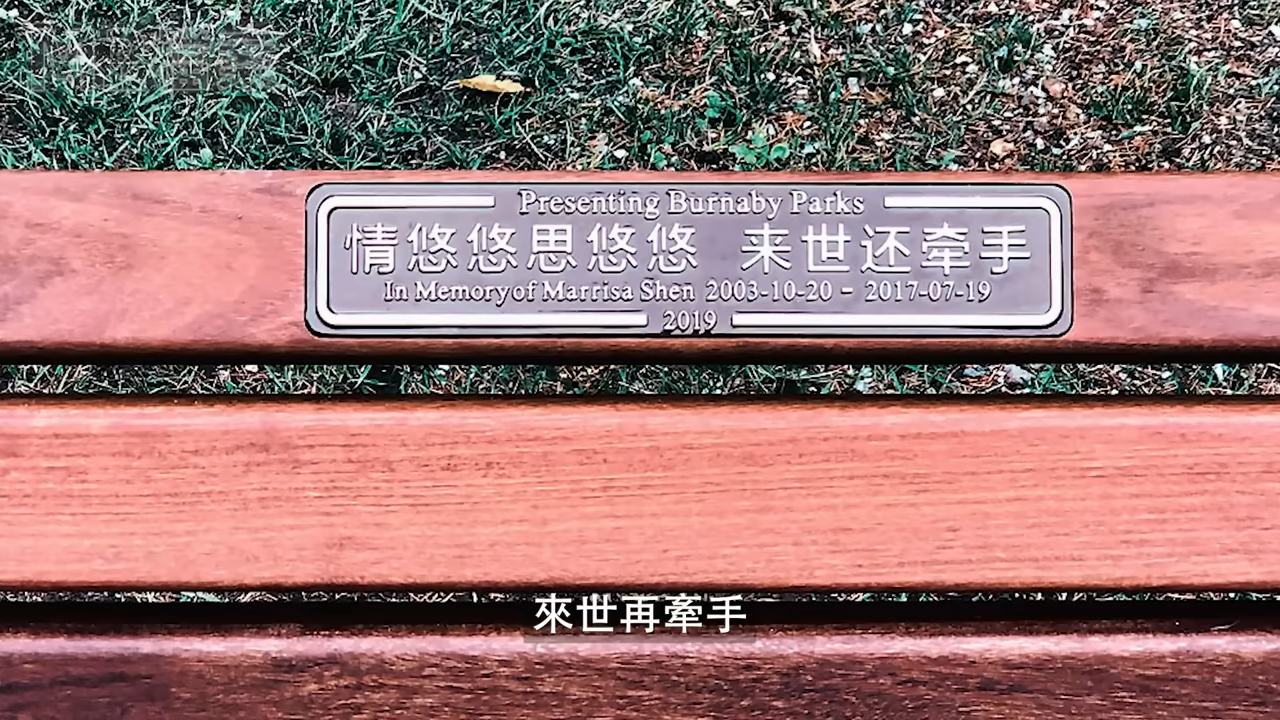 Presenting Burnaby Parks
情悠悠思悠悠 来世还牵手
In Memory of Marrisa Shen 2003-10-20 - 2017-07-19
2019
來世再牽手